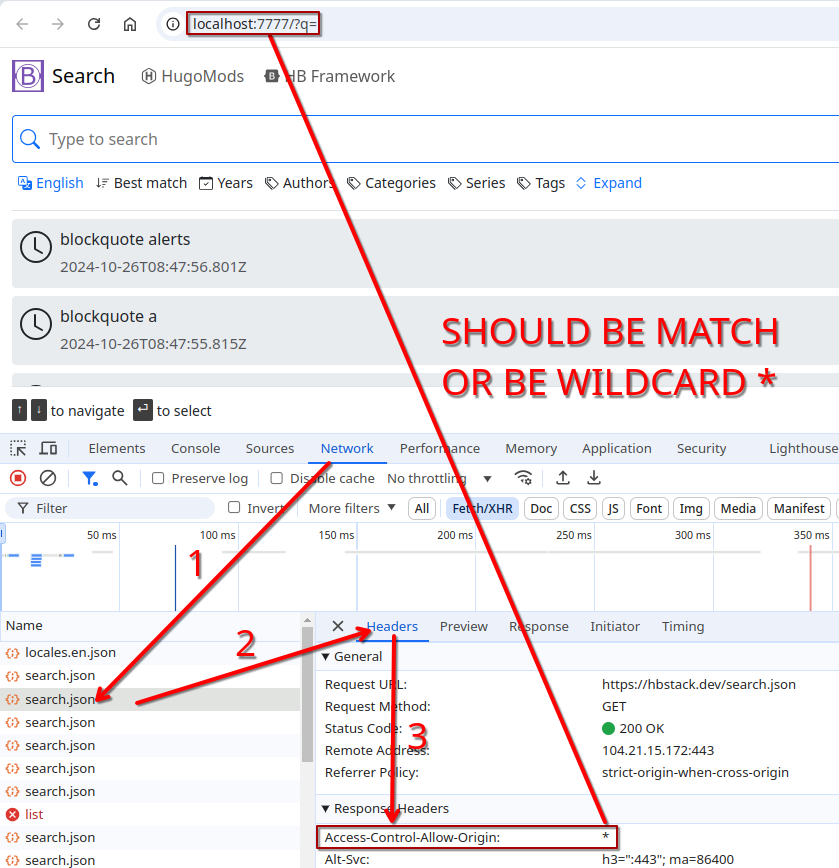 localhost:7777/?q=
B Search HugoMods B HB Framework
Type to search
English Best match Years Authors Categories Series Tags Expand
blockquote alerts
2024-10-26T08:47:56.801Z
blockquote a
2024-10-26T08:47:55.815Z
SHOULD BE MATCH
OR BE WILDCARD *
↑ ↓ to navigate ⏎ to select
Elements Console Sources Network Performance Memory Application Security Lighthouse
Preserve log Disable cache No throttling
Filter Invert More filters All Fetch/XHR Doc CSS JS Font Img Media Manifest
50 ms 100 ms 150 ms 200 ms 250 ms 300 ms 350 ms
1
Name
Headers Preview Response Initiator Timing
2
locales.en.json
search.json
search.json
search.json
search.json
search.json
search.json
list
search.json
search.json
General
Request URL: https://hbstack.dev/search.json
Request Method: GET
Status Code: 200 OK
3
Remote Address: 104.21.15.172:443
Referrer Policy: strict-origin-when-cross-origin
Response Headers
Access-Control-Allow-Origin: *
Alt-Svc: h3=":443"; ma=86400